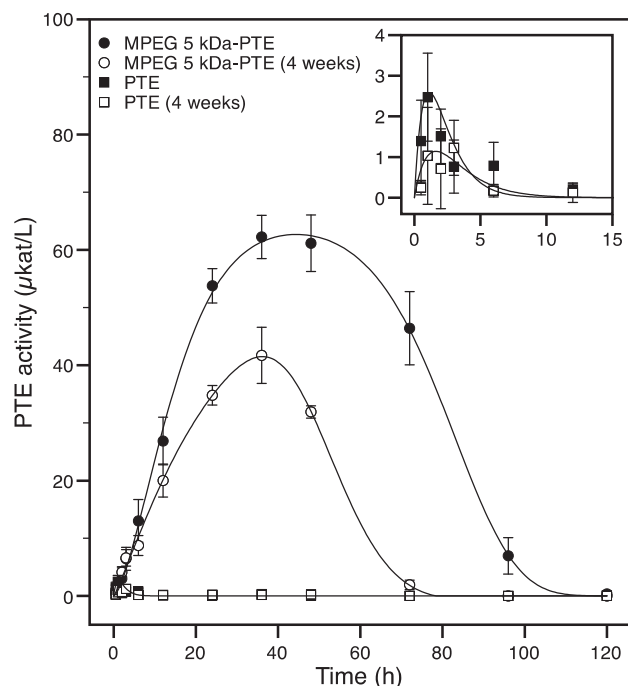 100
80
60
40
20
0
PTE activity (µkat/L)
MPEG 5 kDa-PTE
MPEG 5 kDa-PTE (4 weeks)
PTE
PTE (4 weeks)
4
3
2
1
0
0 5 10 15
0 20 40 60 80 100 120
Time (h)